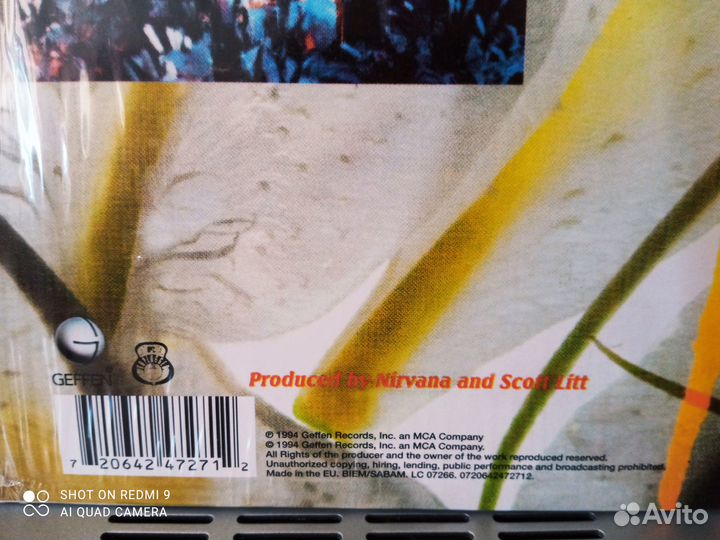 GEFFEN
Produced by Nirvana and Scott Litt
℗ 1994 Geffen Records, Inc. an MCA Company
© 1994 Geffen Records, Inc. an MCA Company.
All Rights of the producer and the owner of the work reproduced reserved.
Unauthorized copying, hiring, lending, public performance and broadcasting prohibited.
Made in the EU. BIEM/SABAM. LC 07266. 0720642472712.
7 20642 47271 2
SHOT ON REDMI 9
AI QUAD CAMERA
Avito